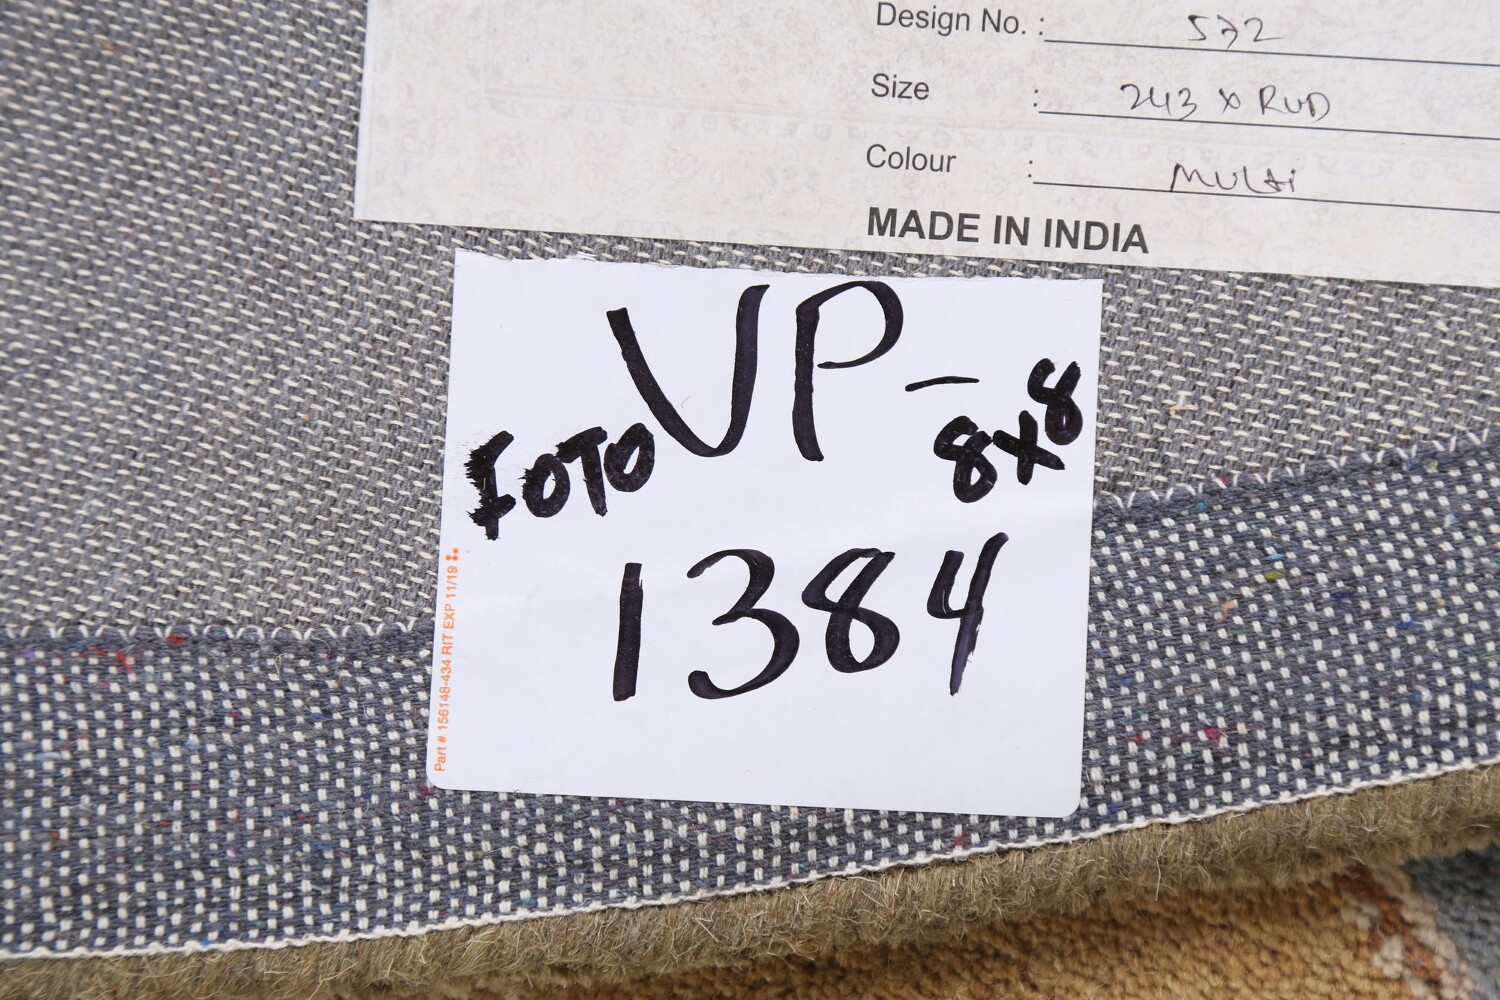 Design No. : 572
Size : 243 x RUD
Colour : MULTI
MADE IN INDIA
VP -
FOTO 8x8
1384
Part # 156148-434 RIT EXP 11/19